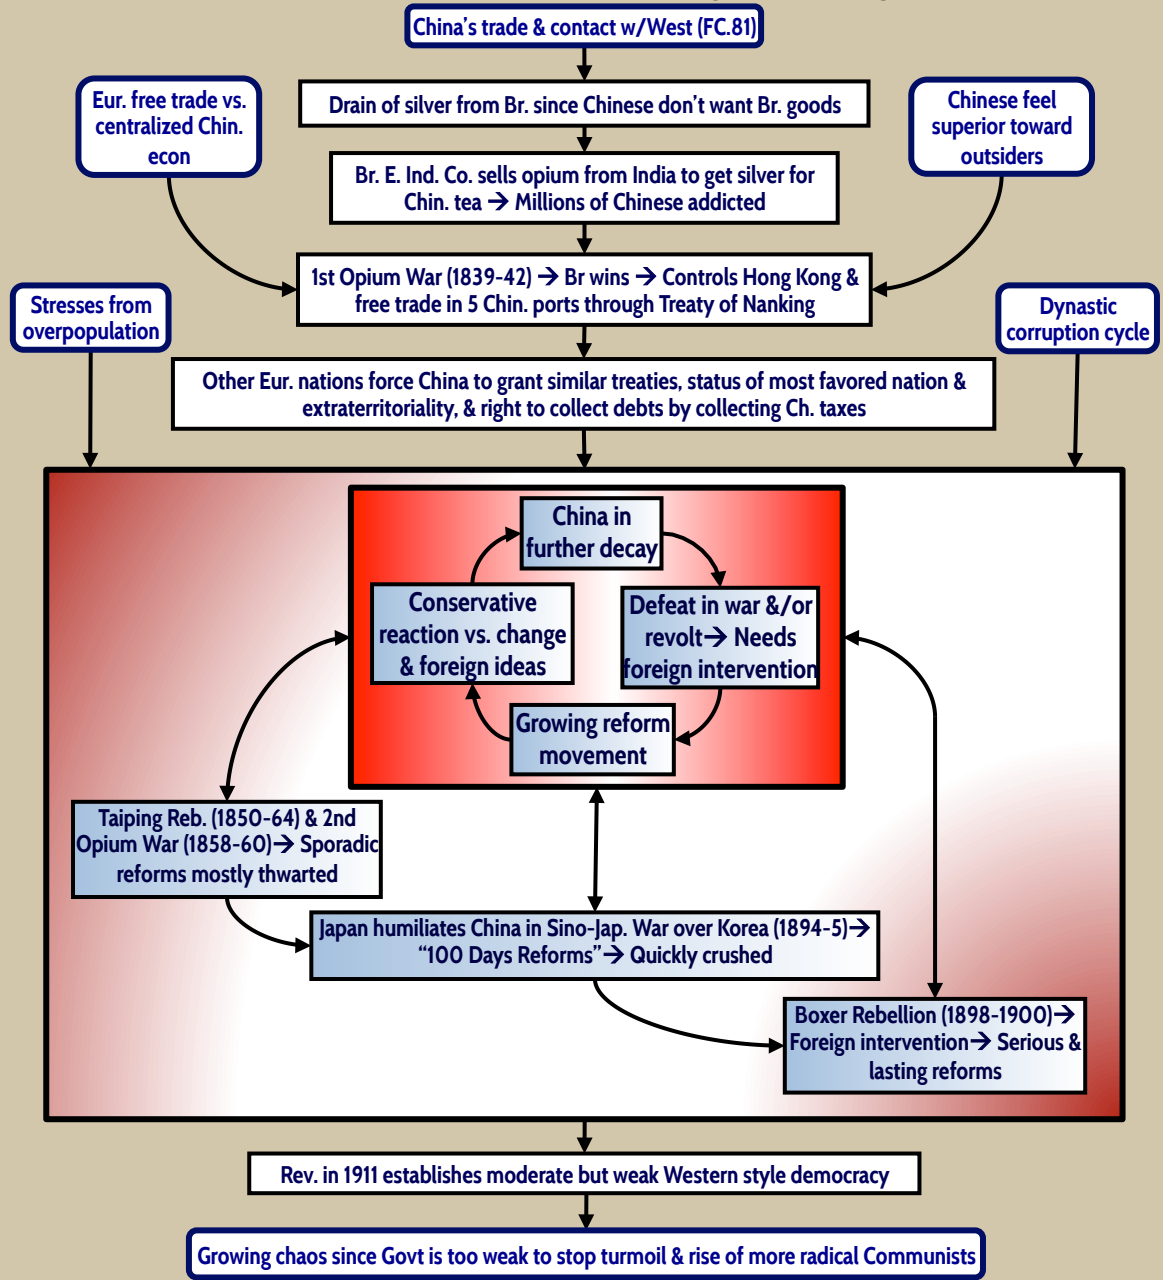 China's trade & contact w/West (FC.81)
Eur. free trade vs.
centralized Chin.
econ
Drain of silver from Br. since Chinese don't want Br. goods
Chinese feel
superior toward
outsiders
Br. E. Ind. Co. sells opium from India to get silver for
Chin. tea → Millions of Chinese addicted
1st Opium War (1839-42) → Br wins → Controls Hong Kong &
free trade in 5 Chin. ports through Treaty of Nanking
Stresses from
overpopulation
Dynastic
corruption cycle
Other Eur. nations force China to grant similar treaties, status of most favored nation &
extraterritoriality, & right to collect debts by collecting Ch. taxes
China in
further decay
Conservative
reaction vs. change
& foreign ideas
Defeat in war &/or
revolt→ Needs
foreign intervention
Growing reform
movement
Taiping Reb. (1850-64) & 2nd
Opium War (1858-60)→ Sporadic
reforms mostly thwarted
Japan humiliates China in Sino-Jap. War over Korea (1894-5)→
“100 Days Reforms”→ Quickly crushed
Boxer Rebellion (1898-1900)→
Foreign intervention→ Serious &
lasting reforms
Rev. in 1911 establishes moderate but weak Western style democracy
Growing chaos since Govt is too weak to stop turmoil & rise of more radical Communists